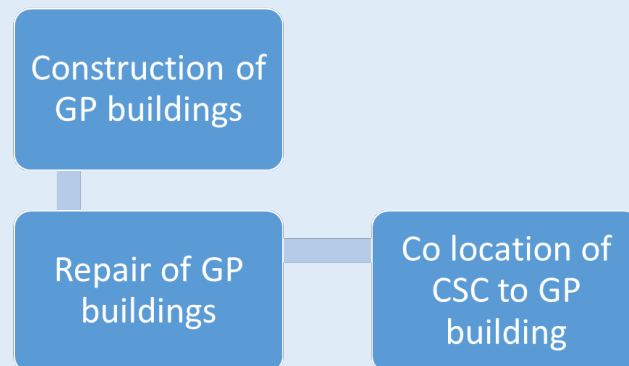 Construction of
GP buildings
Repair of GP
buildings
Co location of
CSC to GP
building